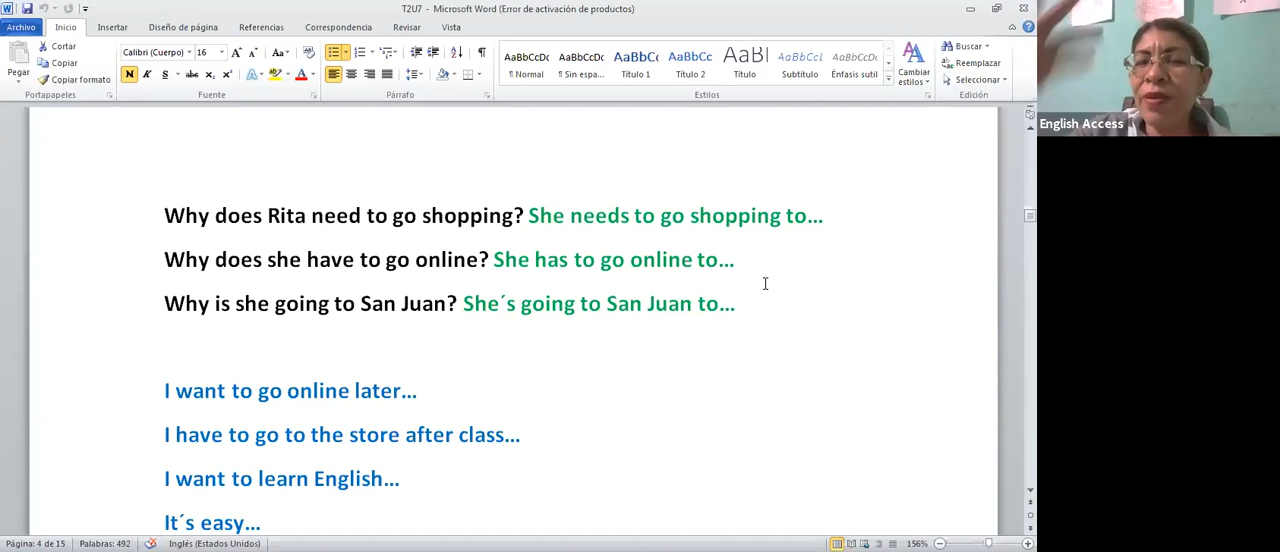 T2U7 - Microsoft Word (Error de activación de productos)
Archivo Inicio Insertar Diseño de página Referencias Correspondencia Revisar Vista
Pegar
Cortar
Copiar
Copiar formato
Portapapeles
Calibri (Cuerpo) 16
N K S abc x₂ x²
Fuente
Párrafo
AaBbCcDc AaBbCcDc AaBbC AaBbCc AaBl AaBbCcL AaBbCcDc
¶ Normal ¶ Sin espa... Título 1 Título 2 Título Subtítulo Énfasis sutil
Cambiar estilos
Estilos
Buscar
Reemplazar
Seleccionar
Edición
English Access
Why does Rita need to go shopping? She needs to go shopping to...
Why does she have to go online? She has to go online to...
Why is she going to San Juan? She´s going to San Juan to...
I want to go online later...
I have to go to the store after class...
I want to learn English...
It´s easy...
Página: 4 de 15 Palabras: 492 Inglés (Estados Unidos) 156%